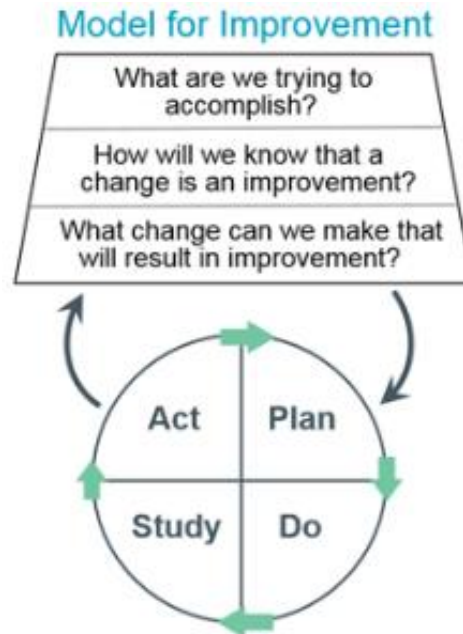 Model for Improvement
What are we trying to
accomplish?
How will we know that a
change is an improvement?
What change can we make that
will result in improvement?
Act
Plan
Study
Do